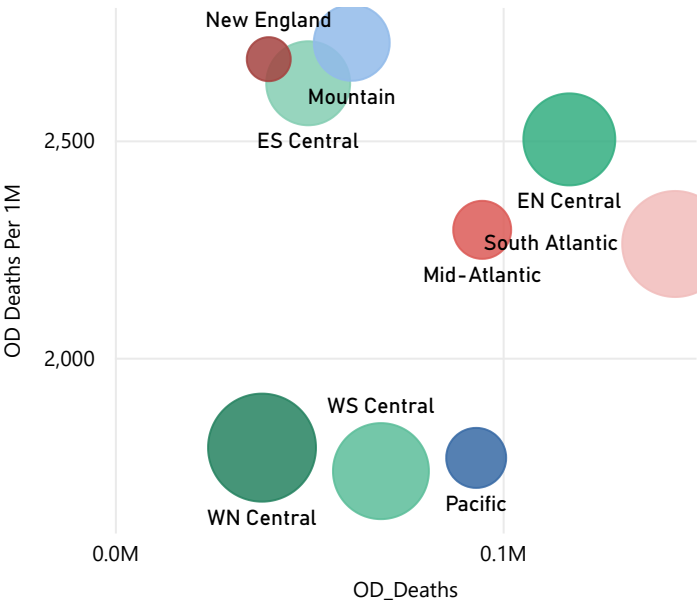 New England
Mountain
ES Central
2,500
EN Central
South Atlantic
Mid-Atlantic
OD Deaths Per 1M
2,000
WS Central
WN Central
Pacific
0.0M
0.1M
OD_Deaths